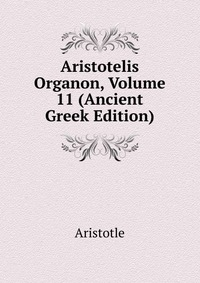 Aristotelis
Organon, Volume
11 (Ancient
Greek Edition)
Aristotle